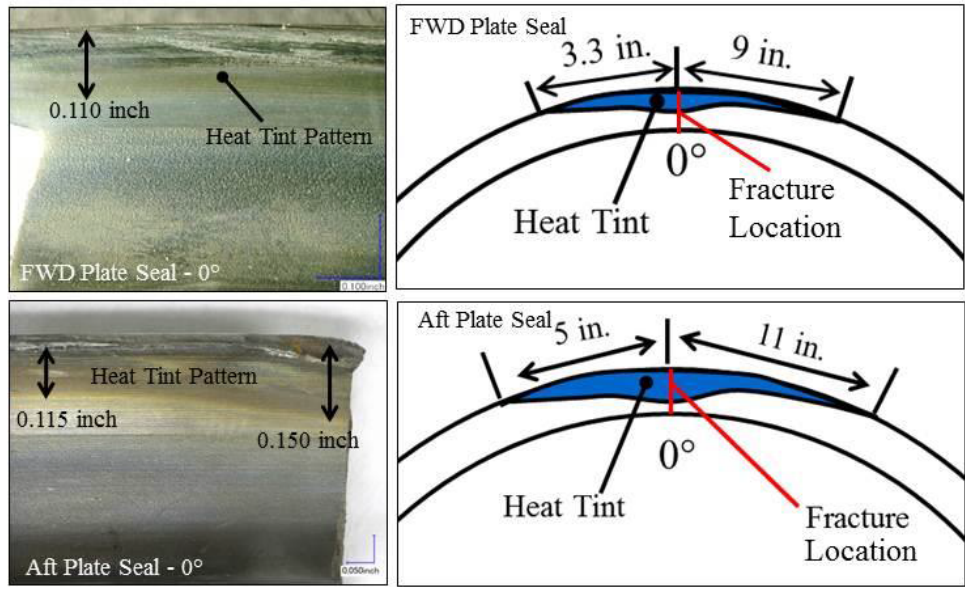 0.110 inch
Heat Tint Pattern
FWD Plate Seal - 0°
0.100inch
FWD Plate Seal
3.3 in.
9 in.
0°
Heat Tint
Fracture
Location
Heat Tint Pattern
0.115 inch
0.150 inch
Aft Plate Seal - 0°
0.050inch
Aft Plate Seal
5 in.
11 in.
0°
Heat Tint
Fracture
Location